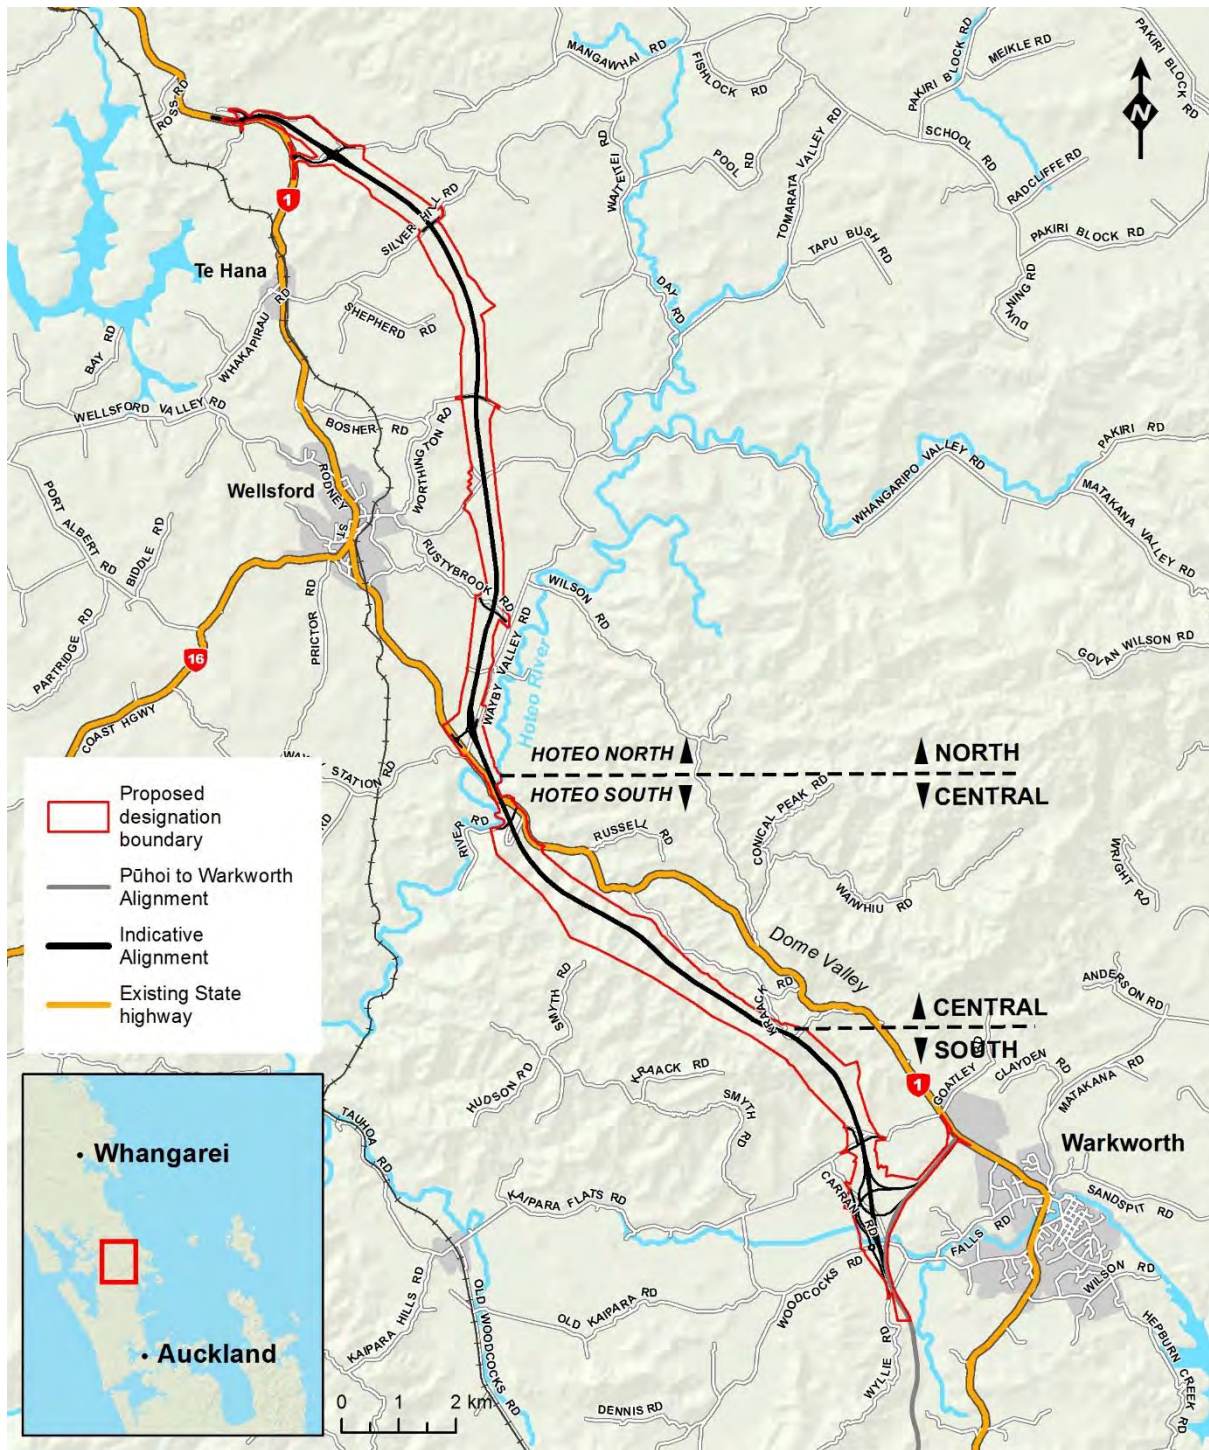 MANGAWHAI RD
FISHLOCK RD
PAKIRI BLOCK RD
MEIKLE RD
PAKIRI BLOCK RD
N
ROSS RD
WAITEITEI RD
POOL RD
TOMARATA VALLEY RD
SCHOOL RD
RADCLIFFE RD
1
SILVER HILL RD
TAPU BUSH RD
PAKIRI BLOCK RD
Te Hana
DAY RD
DUNNING RD
SHEPHERD RD
WHAKAPIRAU RD
BAY RD
WELLSFORD VALLEY RD
BOSHER RD
WORTHINGTON RD
PAKIRI RD
WHANGARIPO VALLEY RD
MATAKANA VALLEY RD
Wellsford
RODNEY ST
PORT ALBERT RD
BIDDLE RD
RUSTYBROOK RD
WILSON RD
PARTRIDGE RD
PRICTOR RD
GOVAN WILSON RD
16
WAYBY VALLEY RD
Hoteo River
COAST HGWY
STATION RD
HOTEO NORTH
NORTH
HOTEO SOUTH
CENTRAL
RIVER RD
RUSSELL RD
CONICAL PEAK RD
WRIGHT RD
WAIWHIU RD
Proposed
designation
boundary
Pūhoi to Warkworth
Alignment
Indicative
Alignment
Existing State
highway
Dome Valley
ANDERSON RD
SMYTH RD
KRAACK RD
CENTRAL
SOUTH
1
GOATLEY RD
CLAYDEN RD
MATAKANA RD
HUDSON RD
KRAACK RD
SMYTH RD
TAUHOA RD
Warkworth
Whangarei
CARRAN RD
KAIPARA FLATS RD
SANDSPIT RD
FALLS RD
WOODCOCKS RD
WILSON RD
KAIPARA HILLS RD
OLD WOODCOCKS RD
OLD KAIPARA RD
WYLLIE RD
HEPBURN CREEK RD
Auckland
0 1 2 km
DENNIS RD